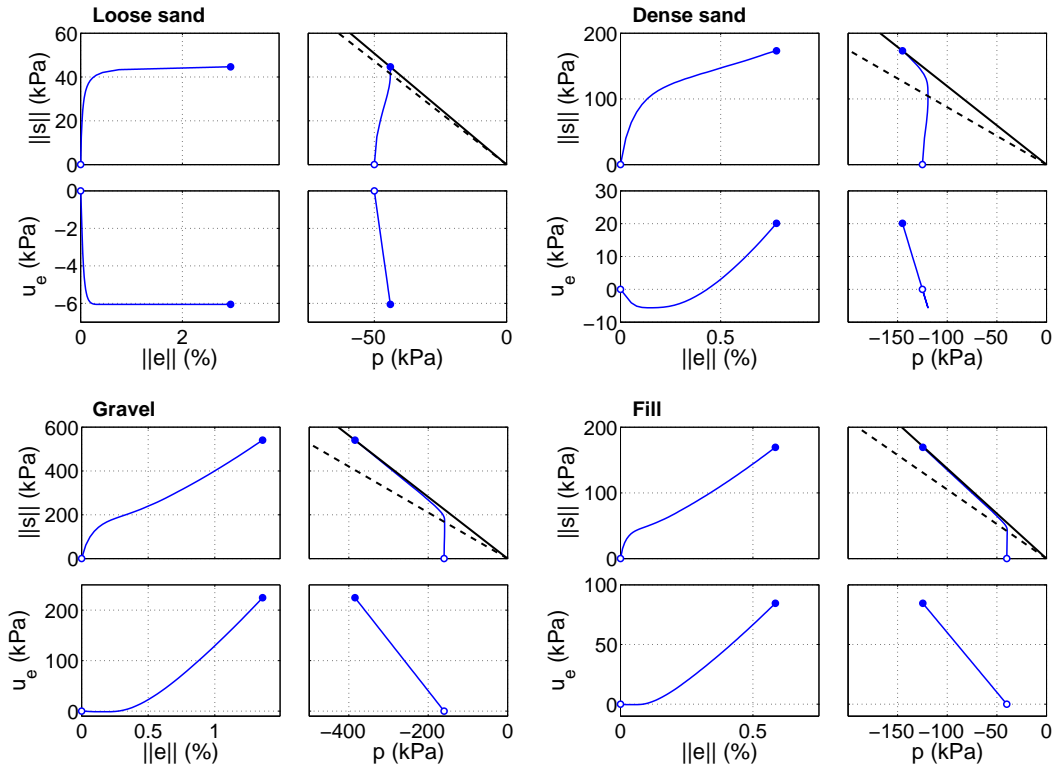 Loose sand
Dense sand
60
40
20
0
||s|| (kPa)
200
100
0
||s|| (kPa)
0
−2
−4
−6
u_e (kPa)
30
20
10
0
−10
u_e (kPa)
0 2
||e|| (%)
−50 0
p (kPa)
0 0.5
||e|| (%)
−150 −100 −50 0
p (kPa)
Gravel
Fill
600
400
200
0
||s|| (kPa)
200
100
0
||s|| (kPa)
200
100
0
u_e (kPa)
100
50
0
u_e (kPa)
0 0.5 1
||e|| (%)
−400 −200 0
p (kPa)
0 0.5
||e|| (%)
−150 −100 −50 0
p (kPa)